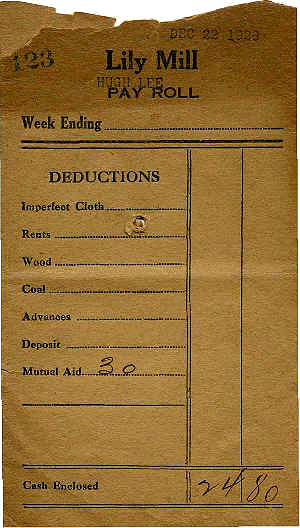 DEC 22 1929
123
Lily Mill
HUGH LEE
PAY ROLL
Week Ending
DEDUCTIONS
Imperfect Cloth
Rents
Wood
Coal
Advances
Deposit
Mutual Aid 30
Cash Enclosed 24 80